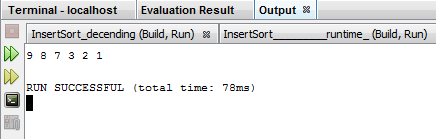 Terminal - localhost Evaluation Result Output
InsertSort_decending (Build, Run) InsertSort__________runtime_ (Build, Run)
9 8 7 3 2 1
RUN SUCCESSFUL (total time: 78ms)